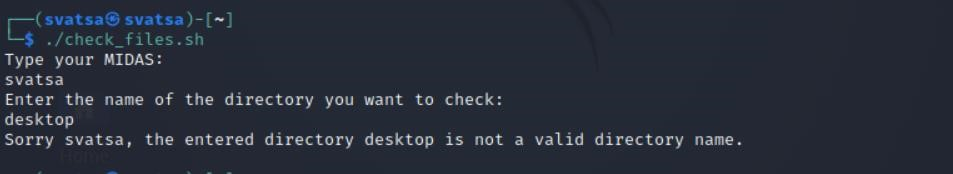 ┌──(svatsa㉿svatsa)-[~]
└─$ ./check_files.sh
Type your MIDAS:
svatsa
Enter the name of the directory you want to check:
desktop
Sorry svatsa, the entered directory desktop is not a valid directory name.
Home